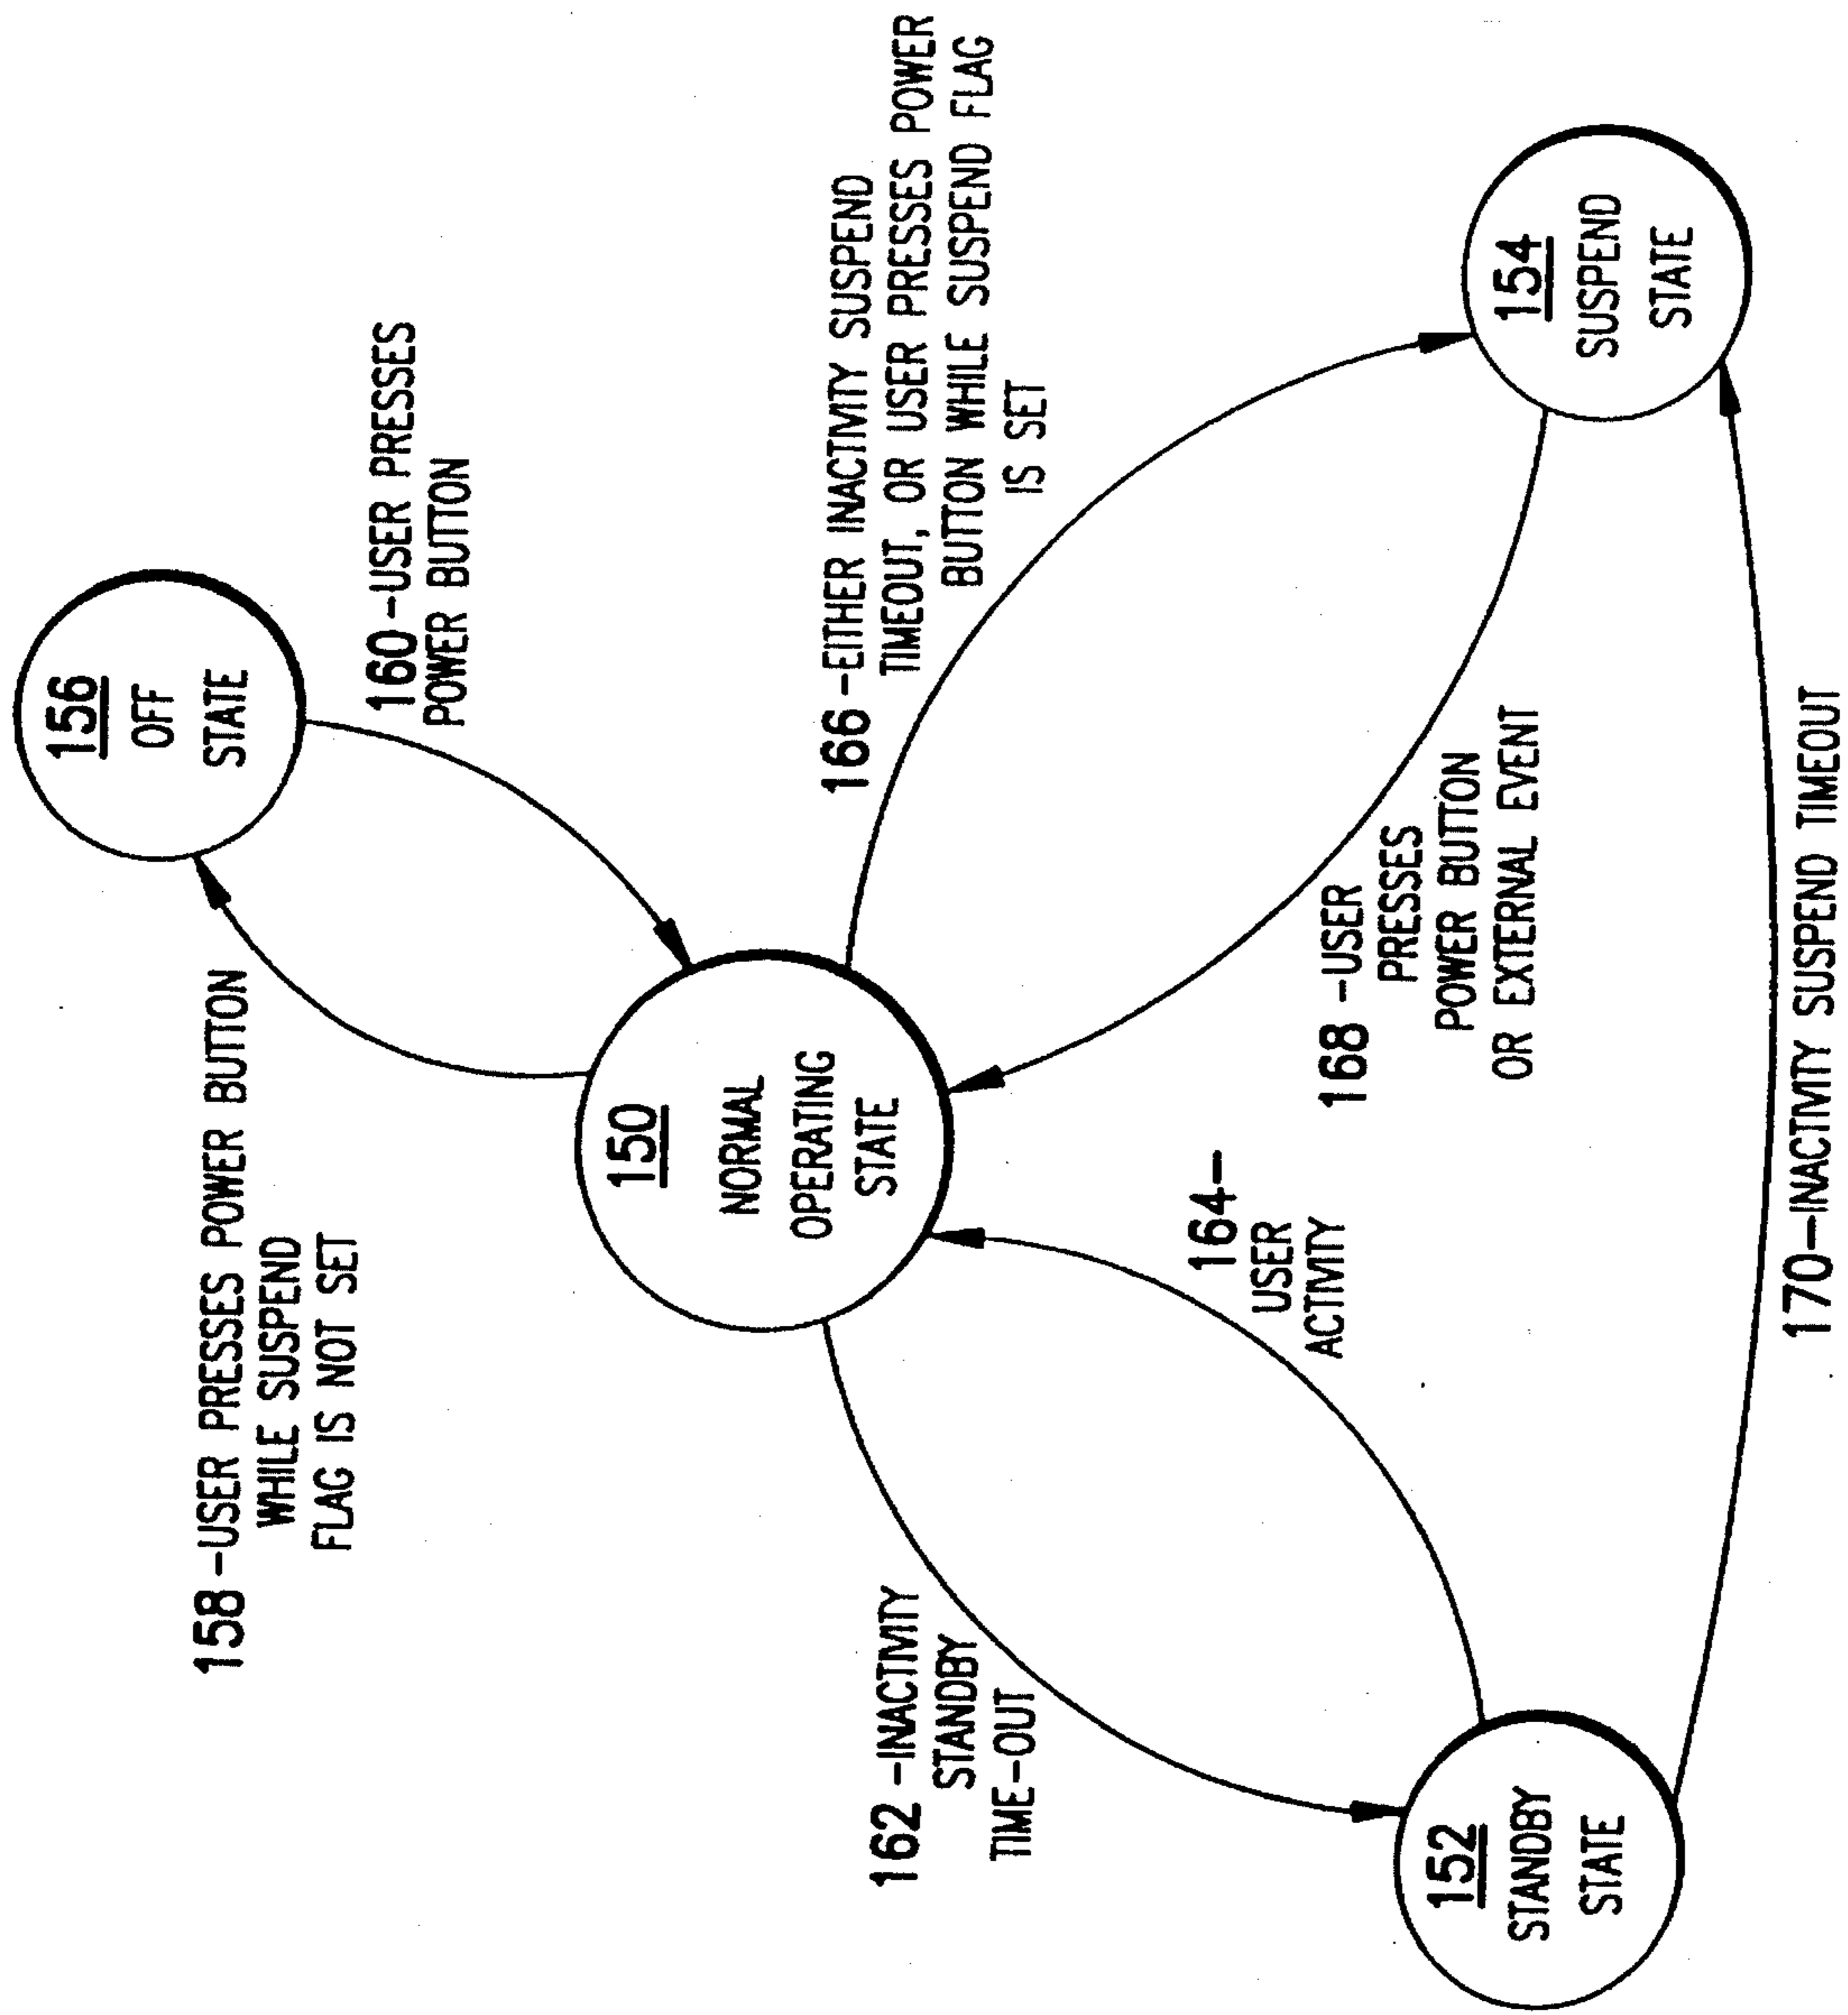 156
OFF
STATE
158-USER PRESSES POWER BUTTON
WHILE SUSPEND
FLAG IS NOT SET
160-USER PRESSES
POWER BUTTON
150
NORMAL
OPERATING
STATE
166-EITHER INACTIVITY SUSPEND
TIMEOUT, OR USER PRESSES POWER
BUTTON WHILE SUSPEND FLAG
IS SET
162-INACTIVITY
STANDBY
TIME-OUT
164-
USER
ACTIVITY
168-USER
PRESSES
POWER BUTTON
OR EXTERNAL EVENT
152
STANDBY
STATE
154
SUSPEND
STATE
170-INACTIVITY SUSPEND TIMEOUT